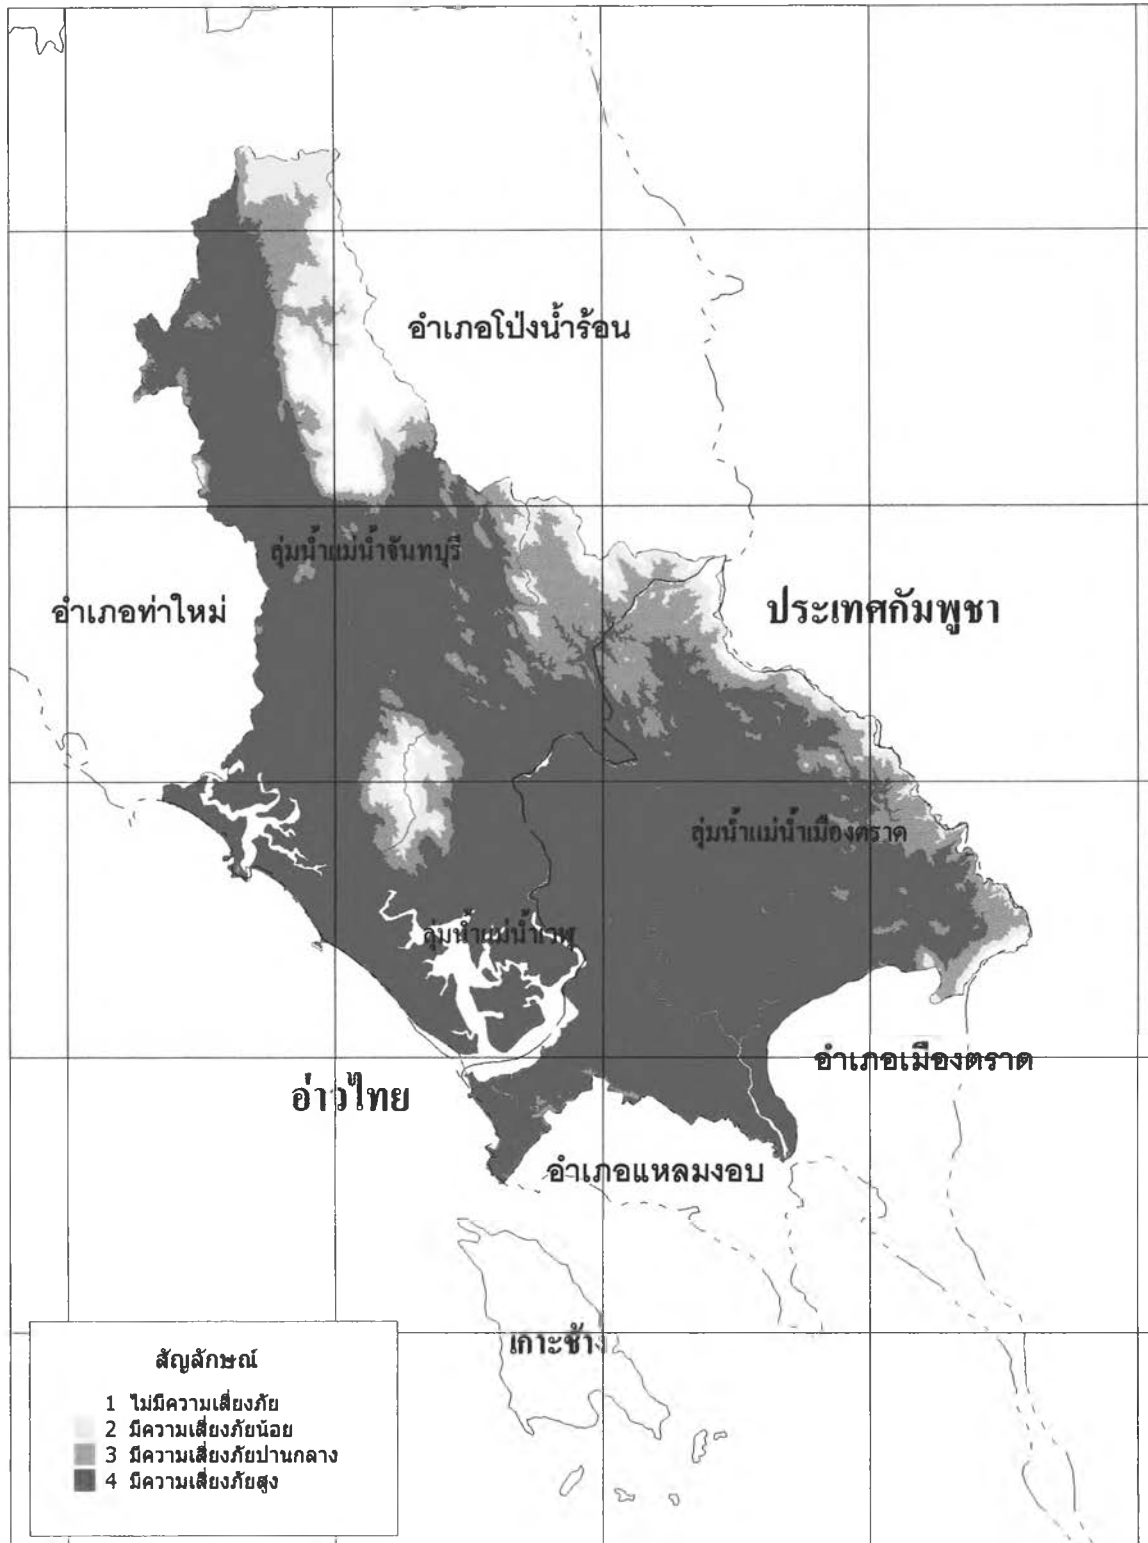 อำเภอโป่งน้ำร้อน
ลุ่มน้ำแม่น้ำจันทบุรี
อำเภอท่าใหม่
ประเทศกัมพูชา
ลุ่มน้ำแม่น้ำเมืองตราด
ลุ่มน้ำแม่น้ำเวฬุ
อำเภอเมืองตราด
อ่าวไทย
อำเภอแหลมงอบ
เกาะช้าง
สัญลักษณ์
1 ไม่มีความเสี่ยงภัย
2 มีความเสี่ยงภัยน้อย
3 มีความเสี่ยงภัยปานกลาง
4 มีความเสี่ยงภัยสูง